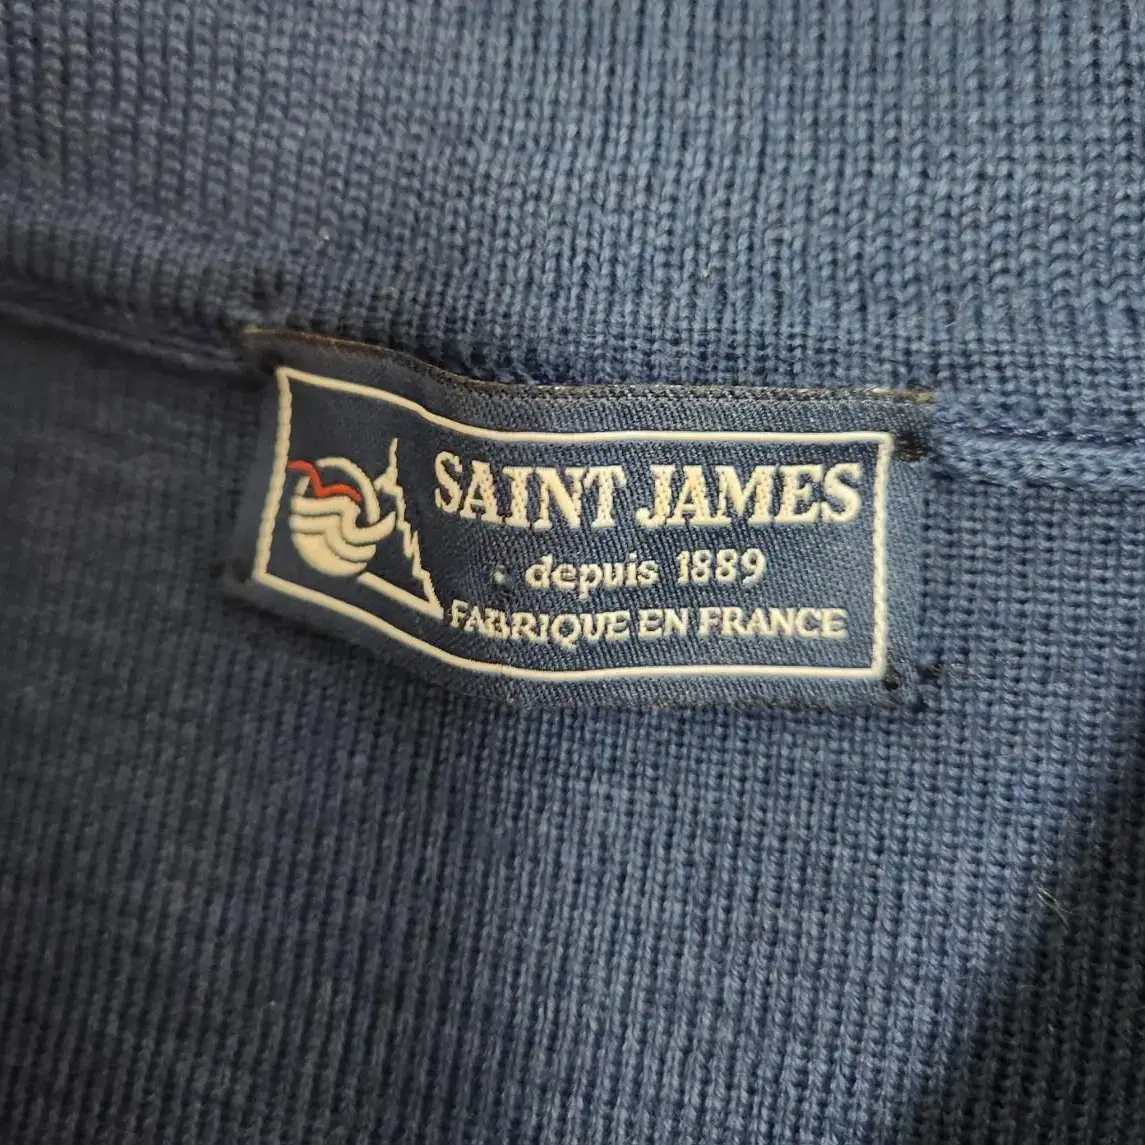 SAINT JAMES
depuis 1889
FABRIQUE EN FRANCE